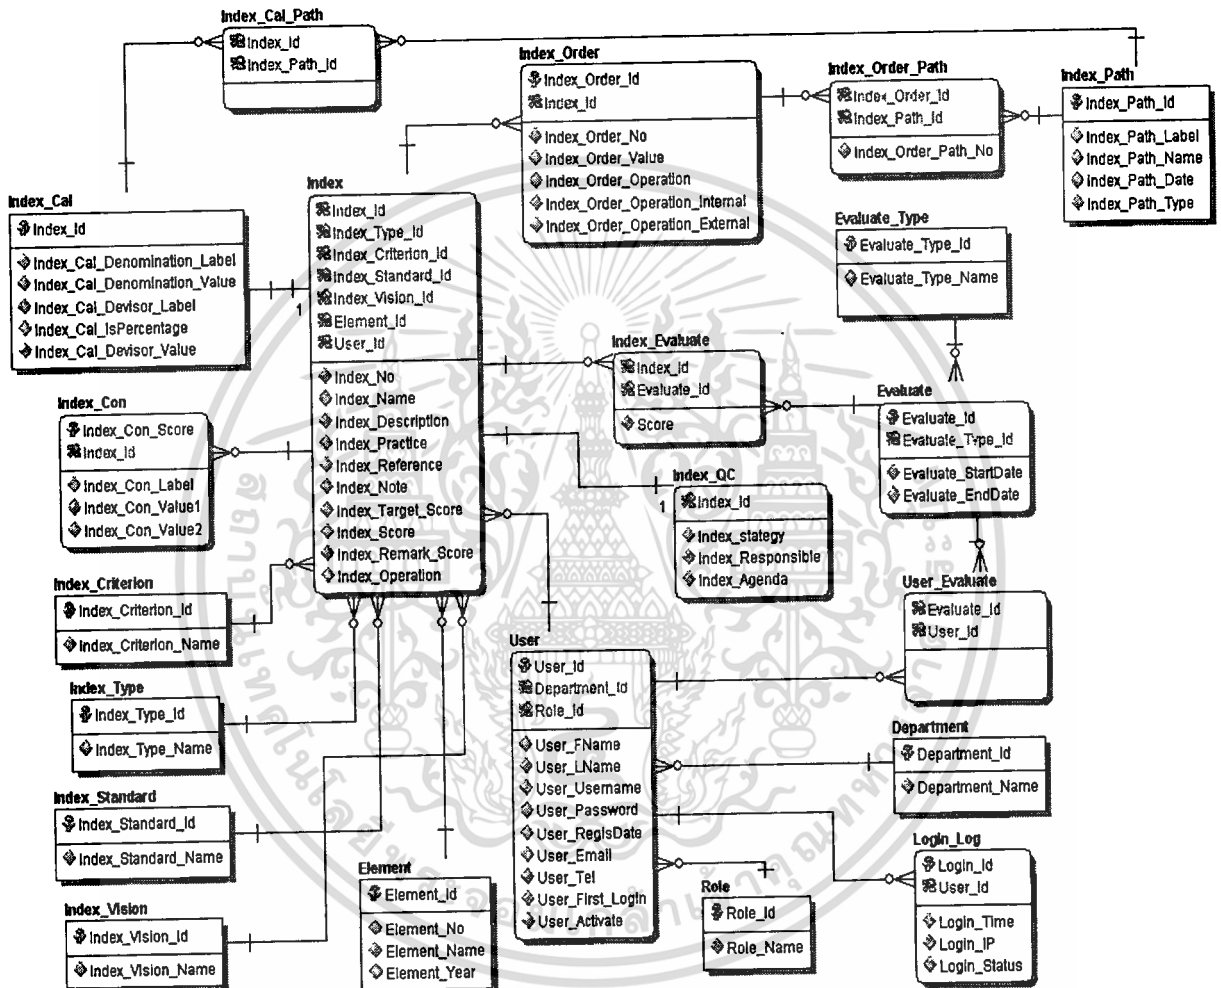 Index_Cal_Path
Index_Id
Index_Path_Id
Index_Order
Index_Order_Id
Index_Id
Index_Order_No
Index_Order_Value
Index_Order_Operation
Index_Order_Operation_Internal
Index_Order_Operation_External
Index_Order_Path
Index_Order_Id
Index_Path_Id
Index_Order_Path_No
Index_Path
Index_Path_Id
Index_Path_Label
Index_Path_Name
Index_Path_Date
Index_Path_Type
Index_Cal
Index_Id
Index_Cal_Denomination_Label
Index_Cal_Denomination_Value
Index_Cal_Devisor_Label
Index_Cal_IsPercentage
Index_Cal_Devisor_Value
1
Index
Index_Id
Index_Type_Id
Index_Criterion_Id
Index_Standard_Id
Index_Vision_Id
Element_Id
User_Id
Index_No
Index_Name
Index_Description
Index_Practice
Index_Reference
Index_Note
Index_Target_Score
Index_Score
Index_Remark_Score
Index_Operation
Evaluate_Type
Evaluate_Type_Id
Evaluate_Type_Name
Index_Evaluate
Index_Id
Evaluate_Id
Score
Evaluate
Evaluate_Id
Evaluate_Type_Id
Evaluate_StartDate
Evaluate_EndDate
Index_Con
Index_Con_Score
Index_Id
Index_Con_Label
Index_Con_Value1
Index_Con_Value2
Index_QC
1
Index_Id
Index_stategy
Index_Responsible
Index_Agenda
Index_Criterion
Index_Criterion_Id
Index_Criterion_Name
User_Evaluate
Evaluate_Id
User_Id
User
User_Id
Department_Id
Role_Id
User_FName
User_LName
User_Username
User_Password
User_RegisDate
User_Email
User_Tel
User_First_Login
User_Activate
Index_Type
Index_Type_Id
Index_Type_Name
Department
Department_Id
Department_Name
Index_Standard
Index_Standard_Id
Index_Standard_Name
Element
Element_Id
Element_No
Element_Name
Element_Year
Role
Role_Id
Role_Name
Login_Log
Login_Id
User_Id
Login_Time
Login_IP
Login_Status
Index_Vision
Index_Vision_Id
Index_Vision_Name